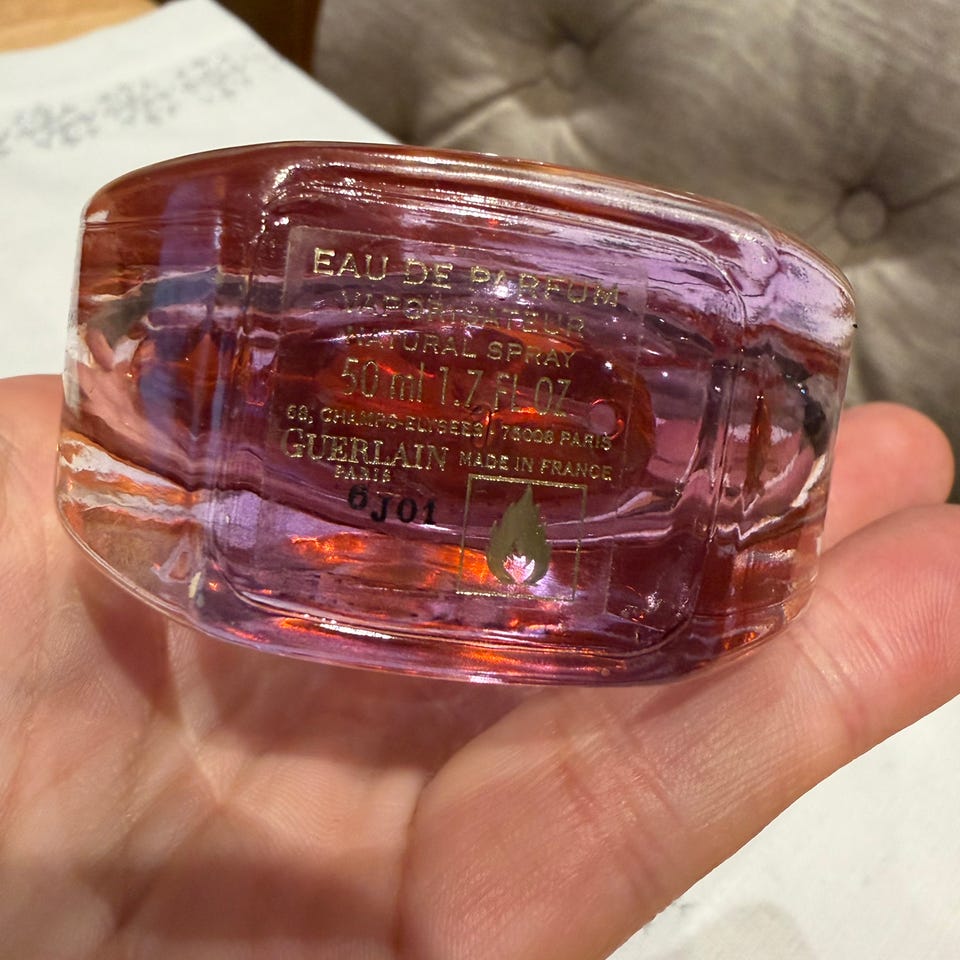 EAU DE PARFUM
VAPORISATEUR
NATURAL SPRAY
50 ml 1.7 FL OZ
68, CHAMPS-ELYSEES, 75008 PARIS
GUERLAIN MADE IN FRANCE
PARIS
6J01